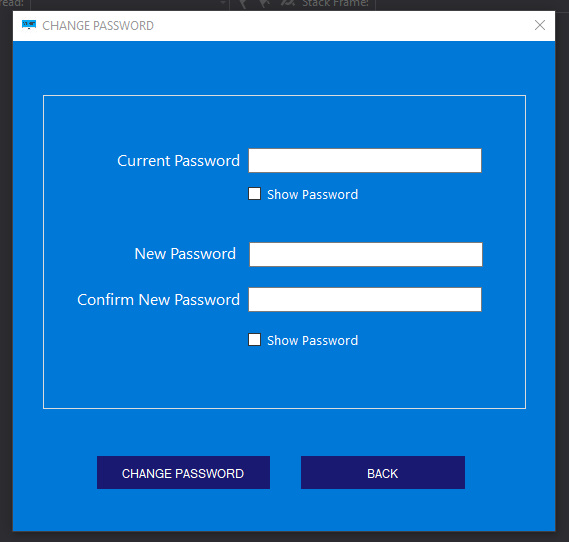 read:
Stack Frame:
CHANGE PASSWORD
Current Password
Show Password
New Password
Confirm New Password
Show Password
CHANGE PASSWORD
BACK